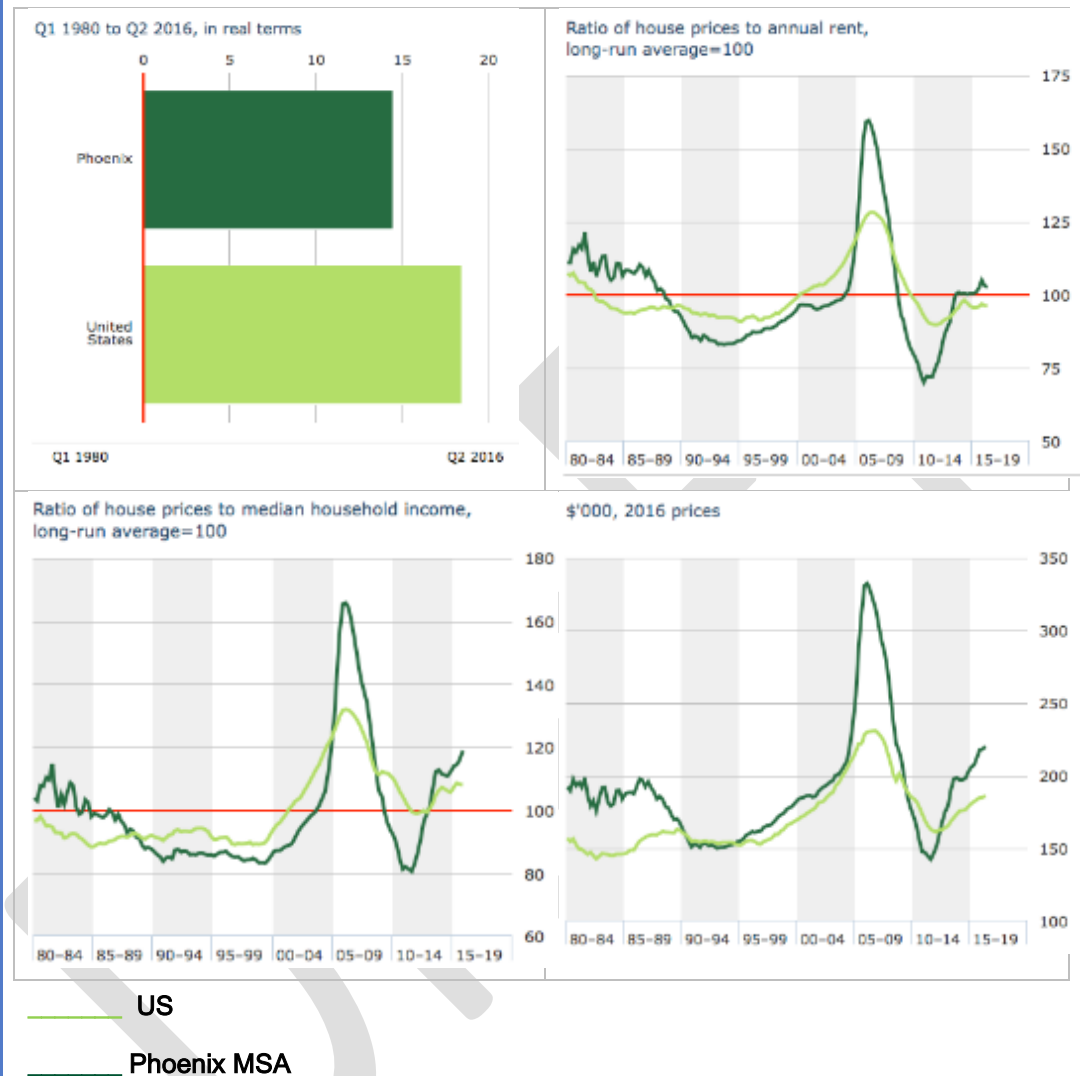 Q1 1980 to Q2 2016, in real terms
0 5 10 15 20
Phoenix
United
States
Q1 1980 Q2 2016
Ratio of house prices to annual rent,
long-run average=100
175
150
125
100
75
50
80-84 85-89 90-94 95-99 00-04 05-09 10-14 15-19
Ratio of house prices to median household income,
long-run average=100
180
160
140
120
100
80
60
80-84 85-89 90-94 95-99 00-04 05-09 10-14 15-19
$'000, 2016 prices
350
300
250
200
150
100
80-84 85-89 90-94 95-99 00-04 05-09 10-14 15-19
US
Phoenix MSA